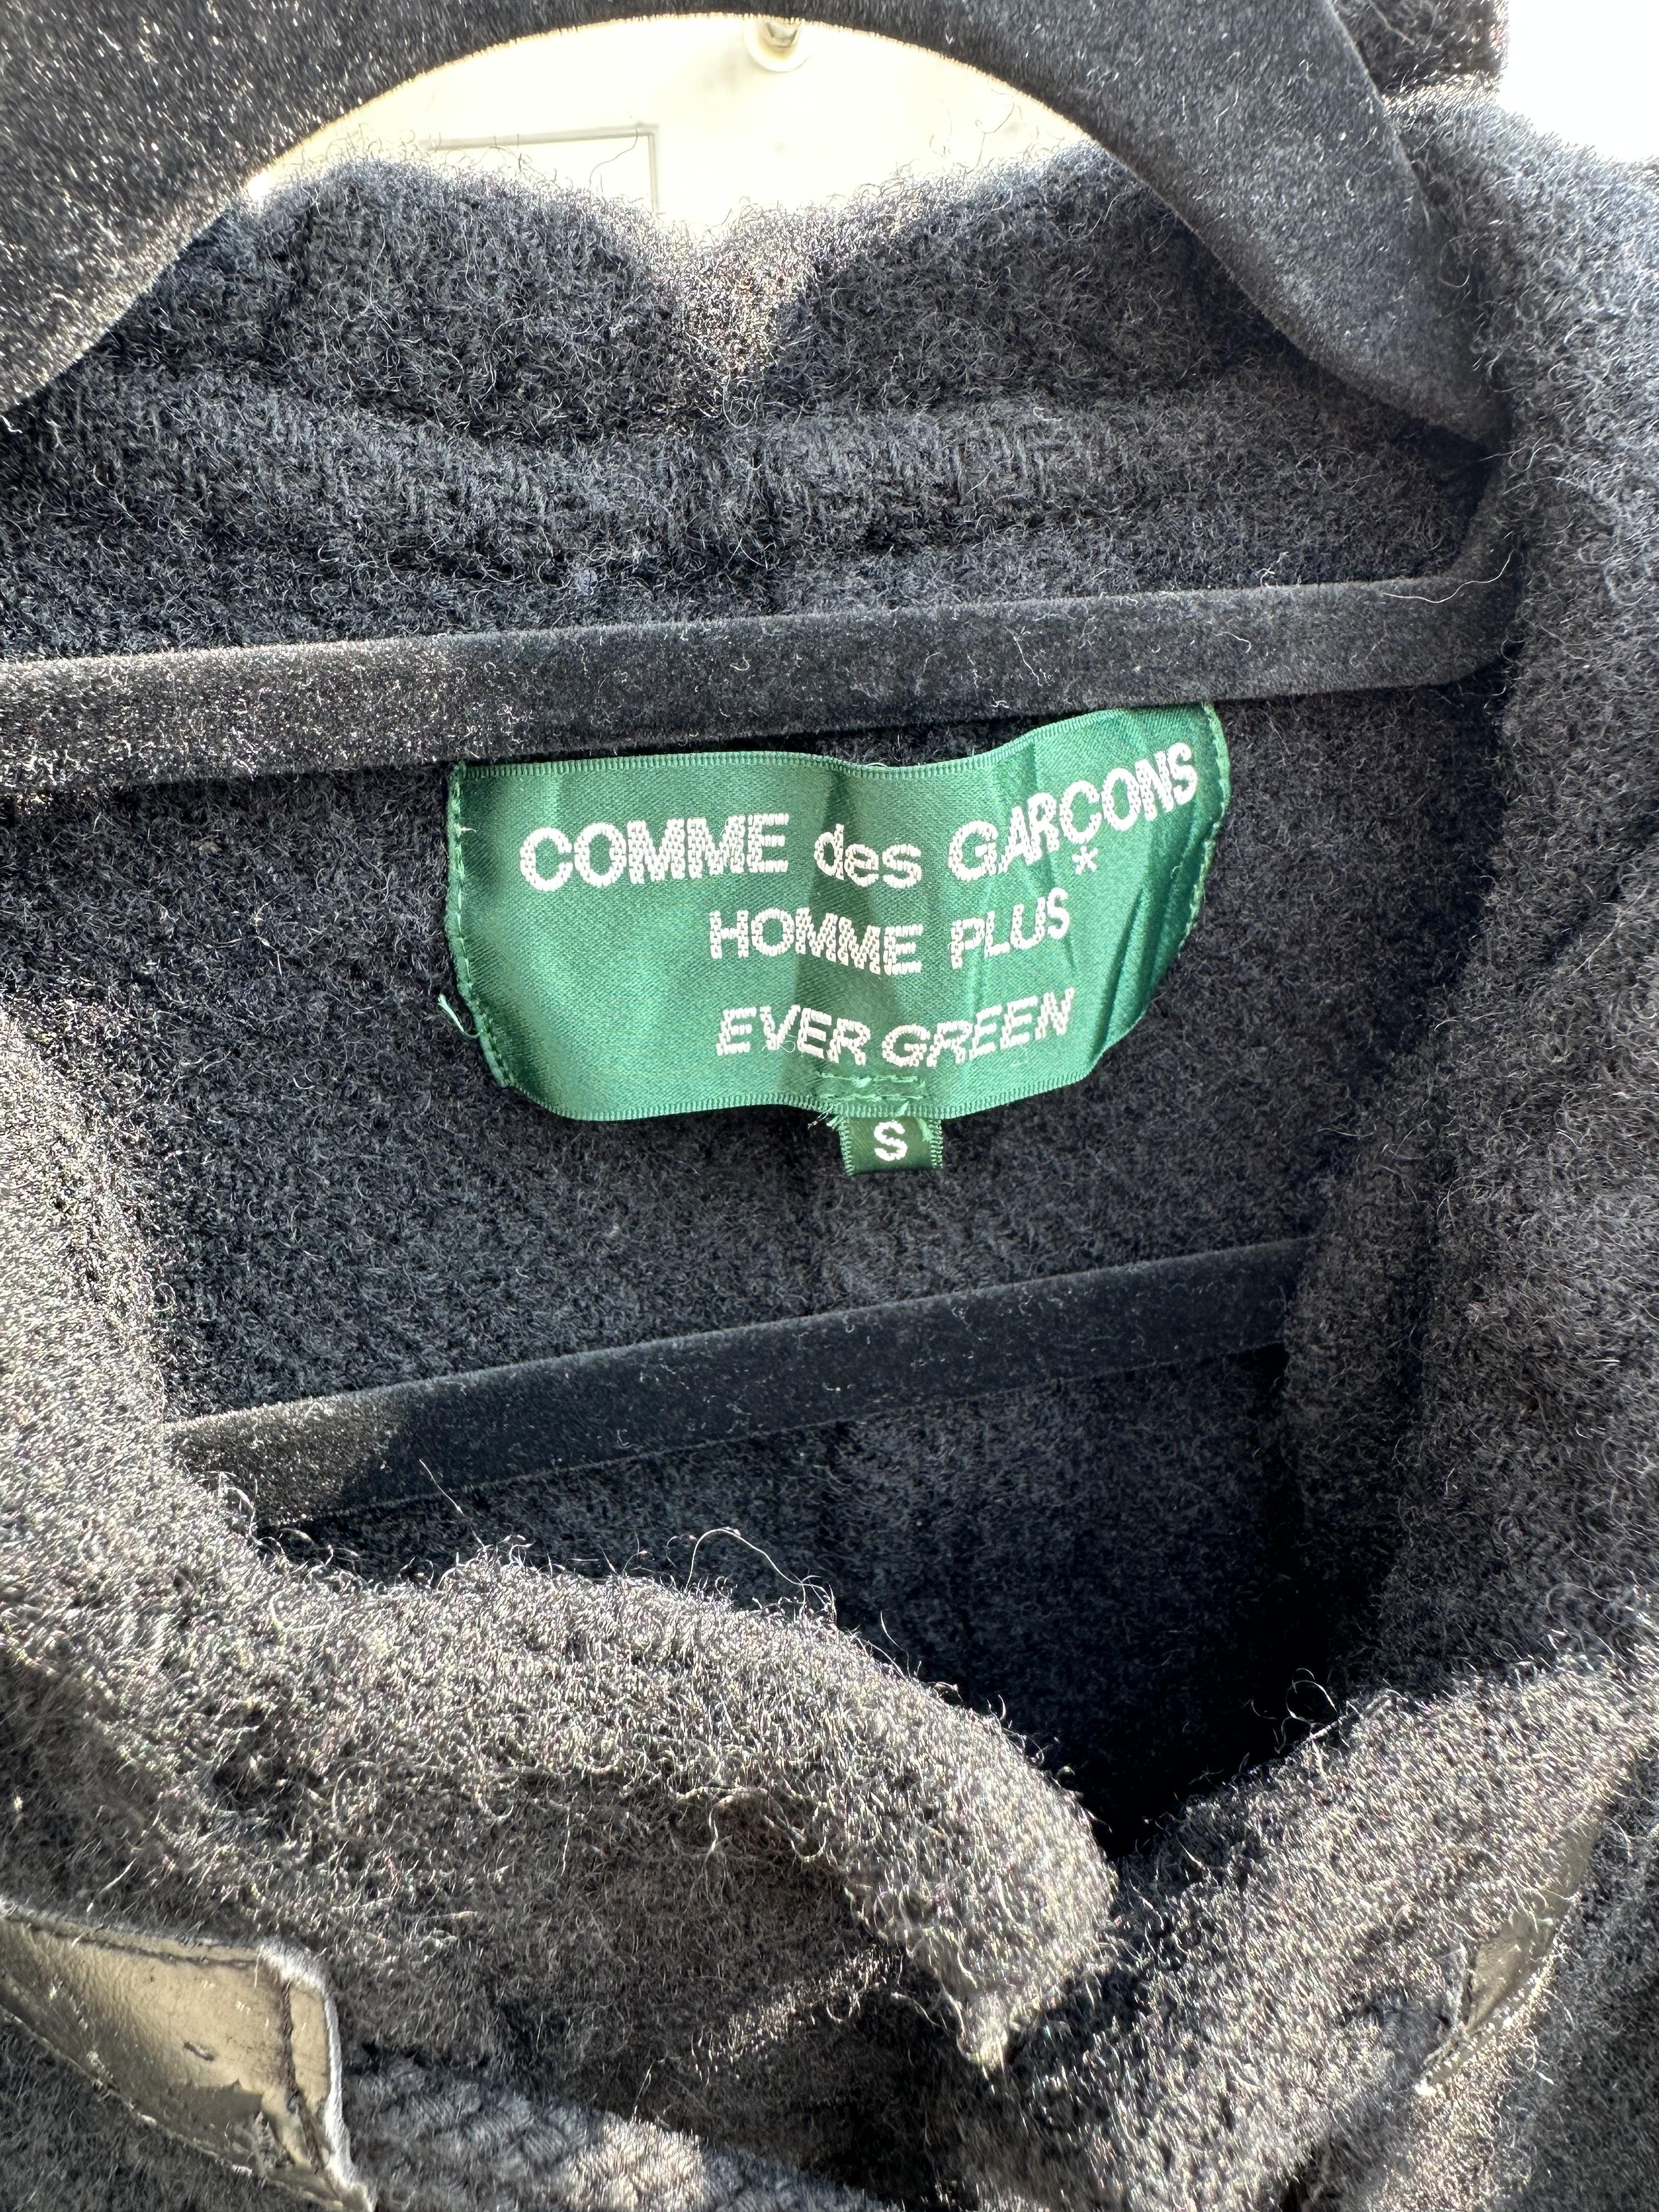 COMME des GARÇONS
*
HOMME PLUS
EVER GREEN
S